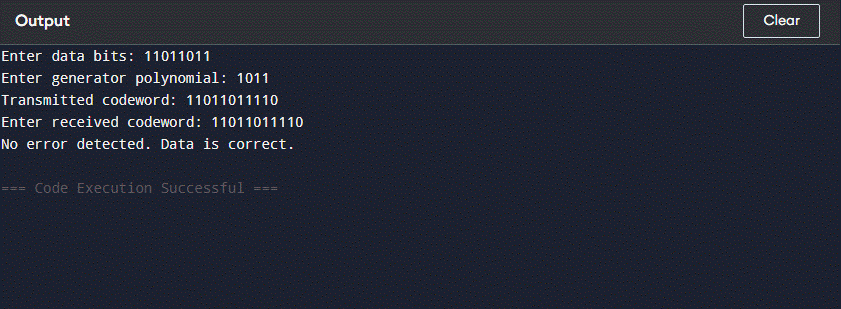 Output
Clear
Enter data bits: 11011011
Enter generator polynomial: 1011
Transmitted codeword: 11011011110
Enter received codeword: 11011011110
No error detected. Data is correct.
=== Code Execution Successful ===